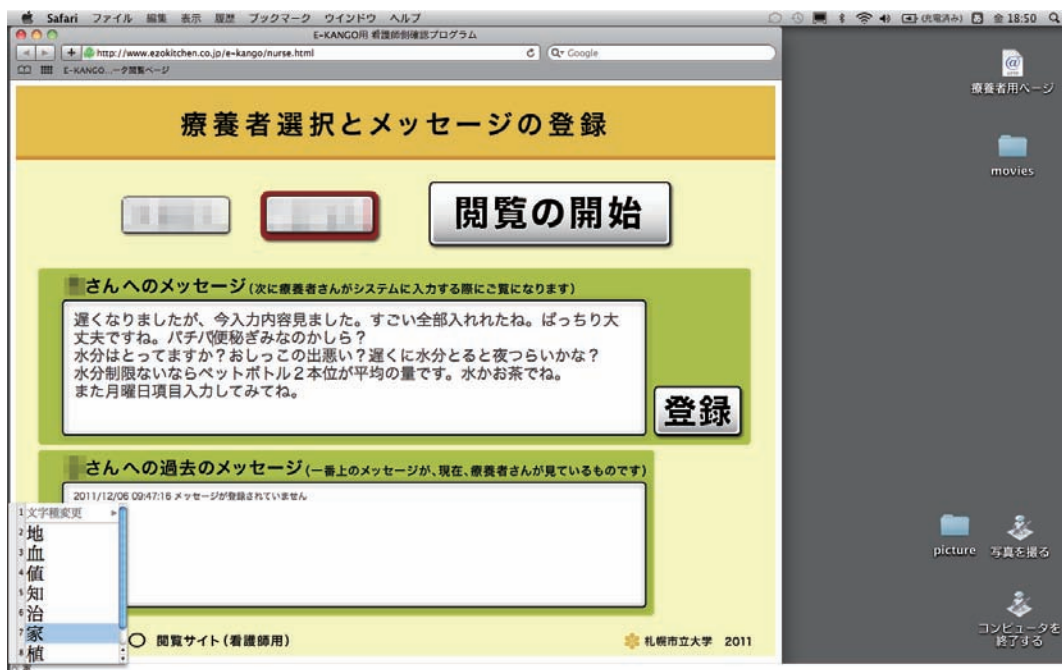 Safari ファイル 編集 表示 履歴 ブックマーク ウインドウ ヘルプ
(充電済み) 金 18:50
E-KANGO用 看護師側確認プログラム
http://www.ezokitchen.co.jp/e-kango/nurse.html
Google
E-KANGO...ータ閲覧ページ
療養者選択とメッセージの登録
閲覧の開始
さんへのメッセージ(次に療養者さんがシステムに入力する際にご覧になります)
遅くなりましたが、今入力内容見ました。すごい全部入れれたね。ばっちり大
丈夫ですね。パチパ便秘ぎみなのかしら？
水分はとってますか？おしっこの出悪い？遅くに水分とると夜つらいかな？
水分制限ないならペットボトル２本位が平均の量です。水かお茶でね。
また月曜日項目入力してみてね。
登録
さんへの過去のメッセージ(一番上のメッセージが、現在、療養者さんが見ているものです)
2011/12/06 09:47:16 メッセージが登録されていません
1 文字種変更
2 地
3 血
4 値
5 知
6 治
7 家
8 植
閲覧サイト(看護師用)
札幌市立大学 2011
療養者用ページ
movies
picture
写真を撮る
コンピュータを
終了する